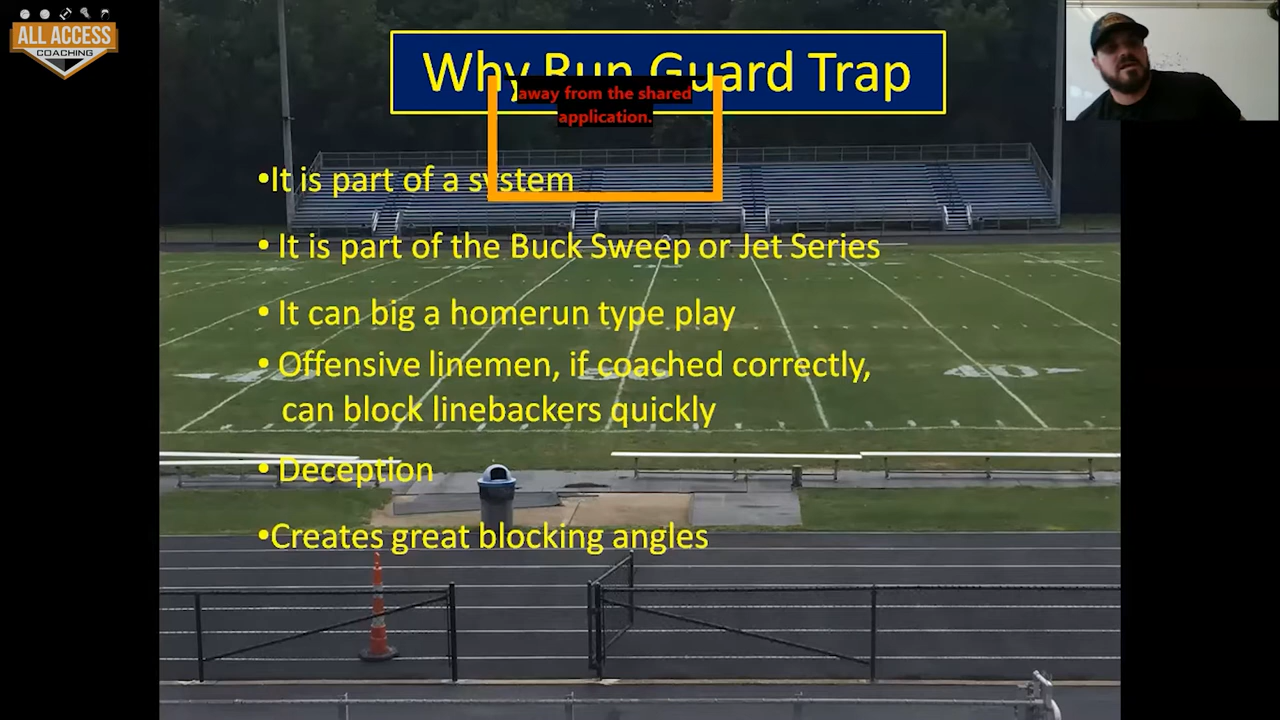 ALL ACCESS
COACHING
Why Run Guard Trap
away from the shared
application.
•It is part of a system
• It is part of the Buck Sweep or Jet Series
• It can big a homerun type play
• Offensive linemen, if coached correctly,
can block linebackers quickly
• Deception
•Creates great blocking angles